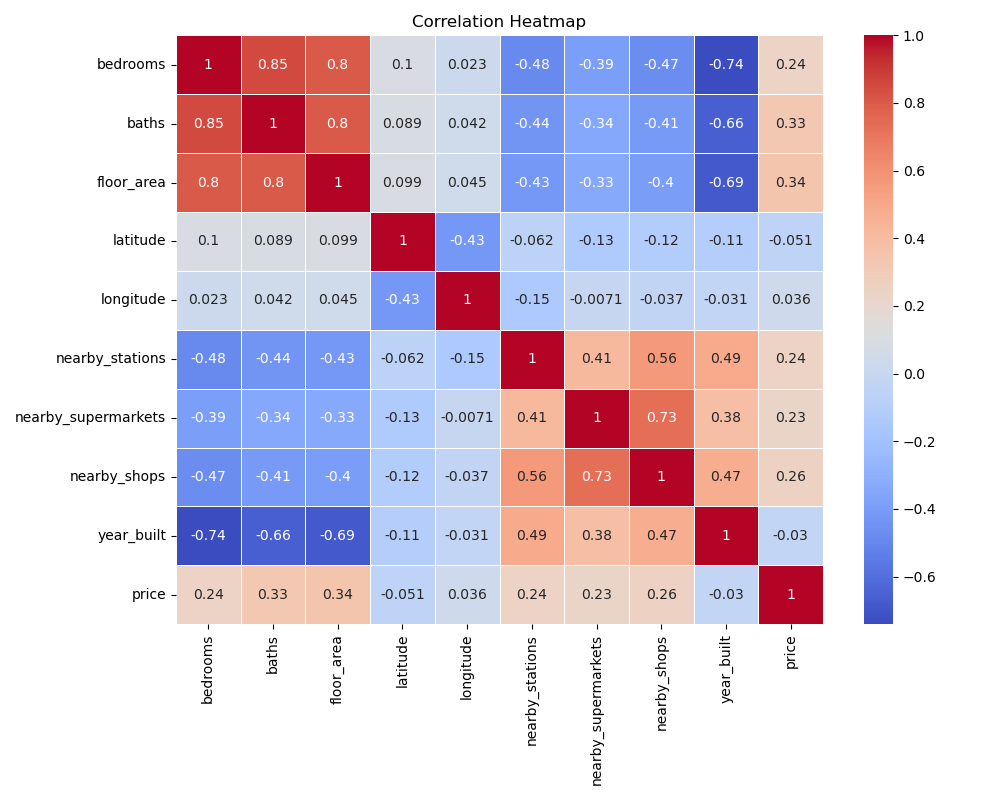 Correlation Heatmap
bedrooms 1 0.85 0.8 0.1 0.023 -0.48 -0.39 -0.47 -0.74 0.24
baths 0.85 1 0.8 0.089 0.042 -0.44 -0.34 -0.41 -0.66 0.33
floor_area 0.8 0.8 1 0.099 0.045 -0.43 -0.33 -0.4 -0.69 0.34
latitude 0.1 0.089 0.099 1 -0.43 -0.062 -0.13 -0.12 -0.11 -0.051
longitude 0.023 0.042 0.045 -0.43 1 -0.15 -0.0071 -0.037 -0.031 0.036
nearby_stations -0.48 -0.44 -0.43 -0.062 -0.15 1 0.41 0.56 0.49 0.24
nearby_supermarkets -0.39 -0.34 -0.33 -0.13 -0.0071 0.41 1 0.73 0.38 0.23
nearby_shops -0.47 -0.41 -0.4 -0.12 -0.037 0.56 0.73 1 0.47 0.26
year_built -0.74 -0.66 -0.69 -0.11 -0.031 0.49 0.38 0.47 1 -0.03
price 0.24 0.33 0.34 -0.051 0.036 0.24 0.23 0.26 -0.03 1
bedrooms
baths
floor_area
latitude
longitude
nearby_stations
nearby_supermarkets
nearby_shops
year_built
price
1.0
0.8
0.6
0.4
0.2
0.0
−0.2
−0.4
−0.6